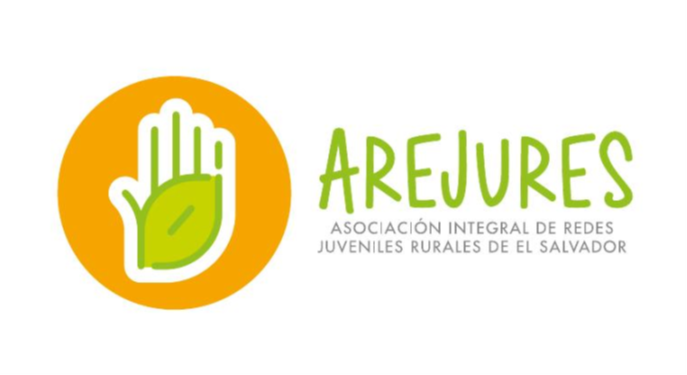 AREJURES
ASOCIACIÓN INTEGRAL DE REDES
JUVENILES RURALES DE EL SALVADOR